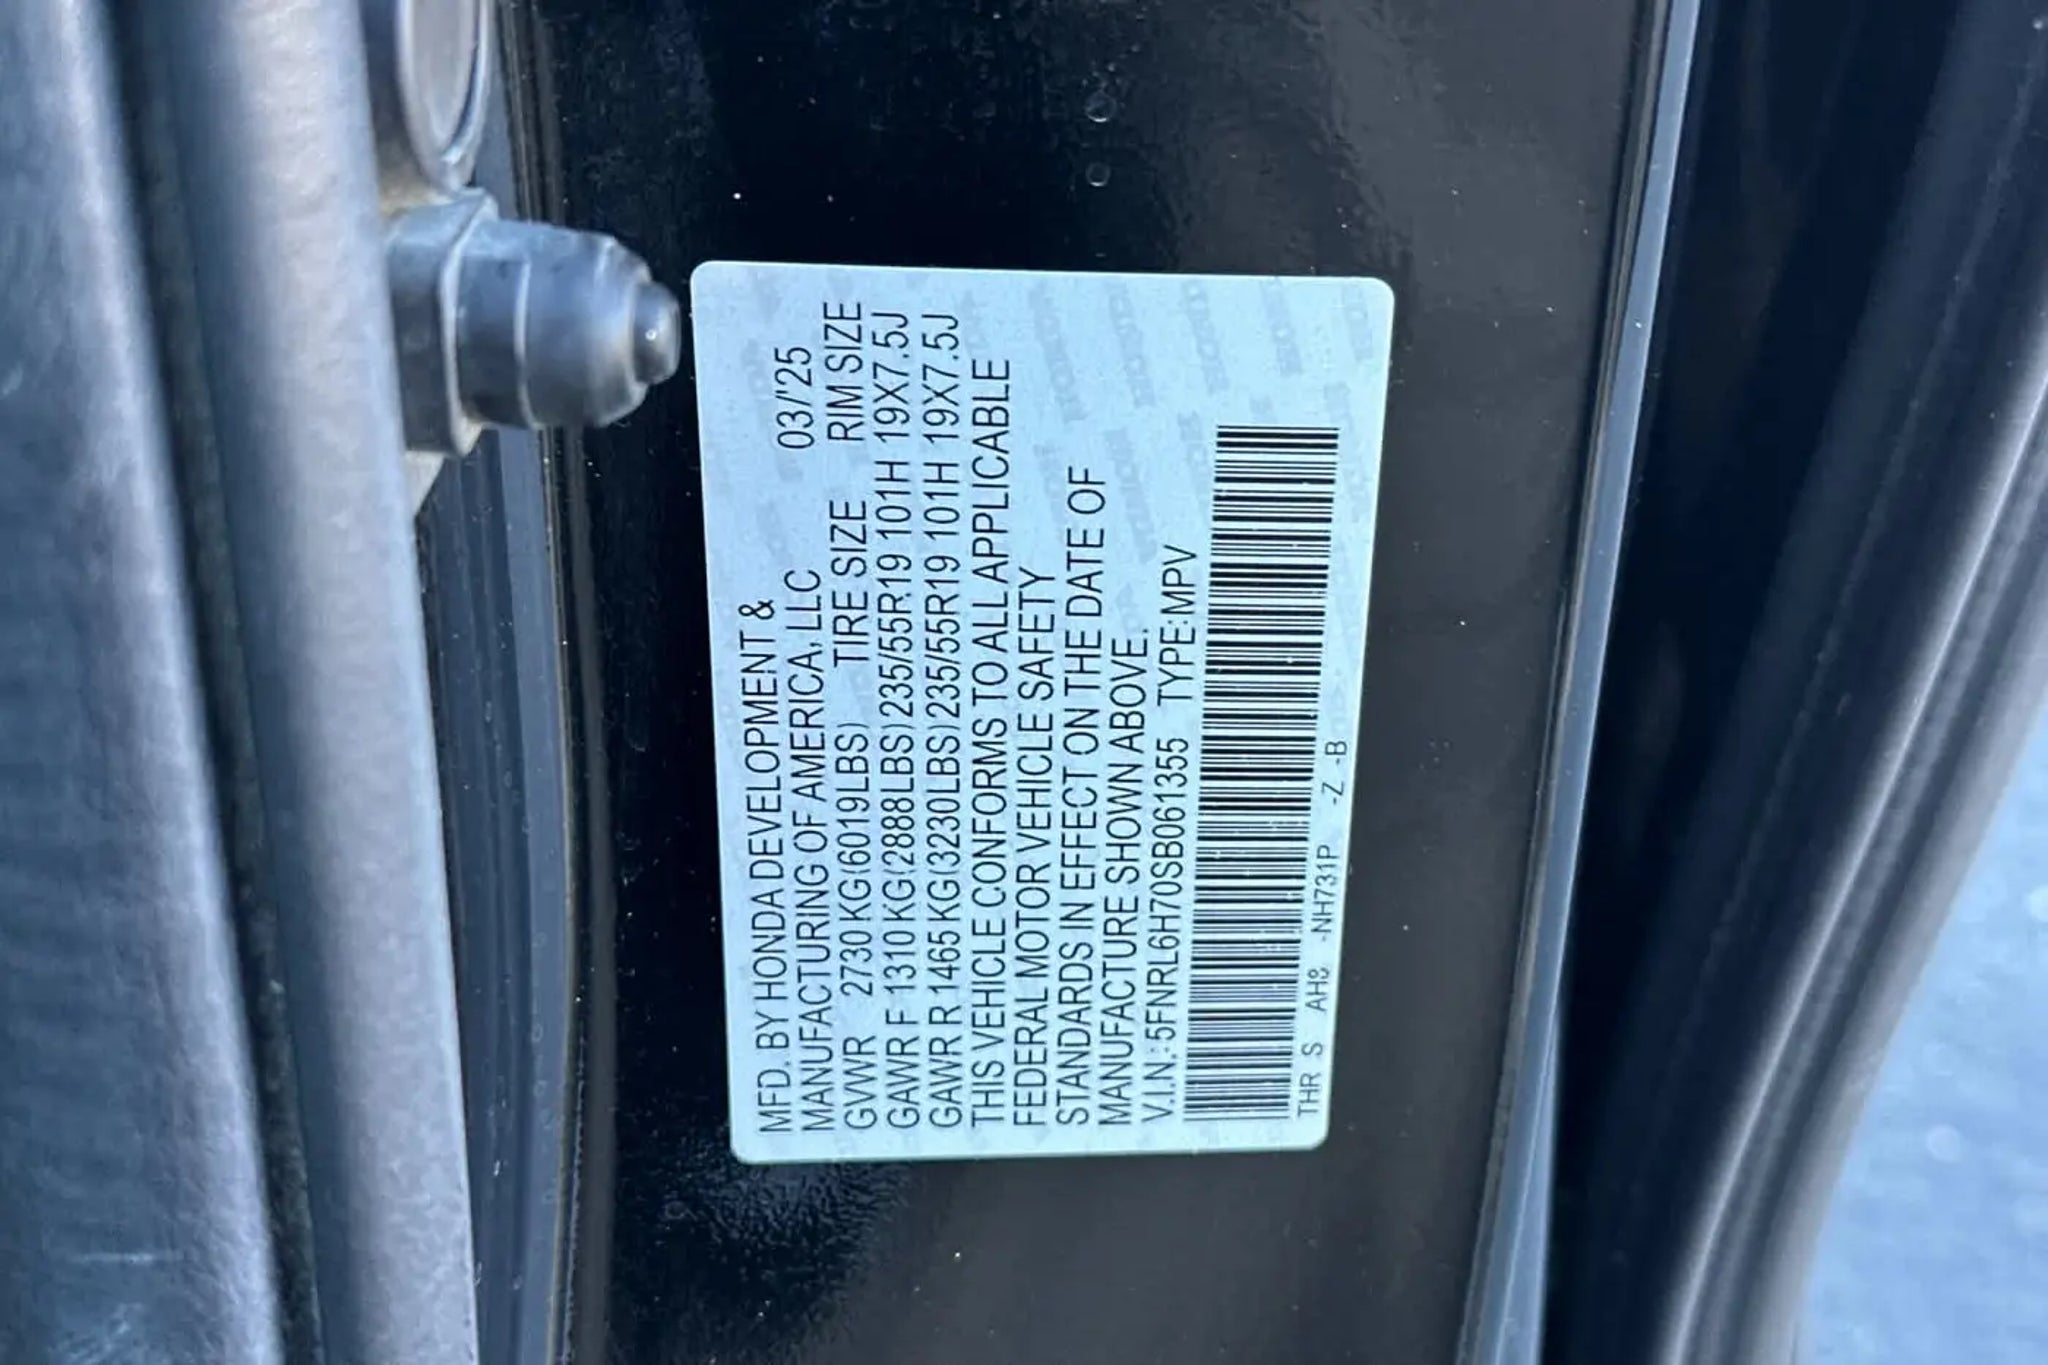 MFD. BY HONDA DEVELOPMENT &
MANUFACTURING OF AMERICA, LLC 03/'25
GVWR 2730 KG(6019LBS) TIRE SIZE RIM SIZE
GAWR F 1310 KG(2888LBS)235/55R19 101H 19X7.5J
GAWR R 1465 KG(3230LBS)235/55R19 101H 19X7.5J
THIS VEHICLE CONFORMS TO ALL APPLICABLE
FEDERAL MOTOR VEHICLE SAFETY
STANDARDS IN EFFECT ON THE DATE OF
MANUFACTURE SHOWN ABOVE.
V.I.N.: 5FNRL6H70SB061355 TYPE: MPV
THR S AH8 -NH731P -Z -B